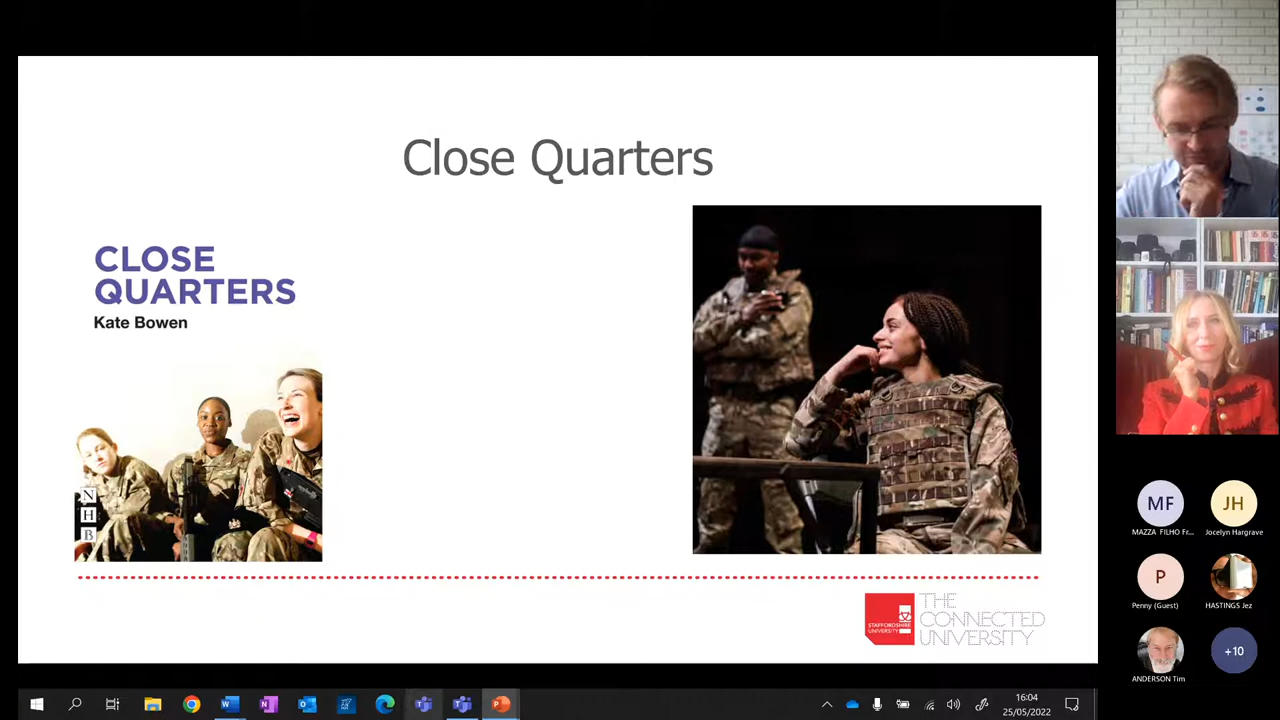 Close Quarters
CLOSE
QUARTERS
Kate Bowen
N
H
B
STAFFORDSHIRE
UNIVERSITY
THE
CONNECTED
UNIVERSITY
MF
JH
MAZZA FILHO Fr...
Jocelyn Hargrave
P
Penny (Guest)
HASTINGS Jez
ANDERSON Tim
+10
16:04
25/05/2022